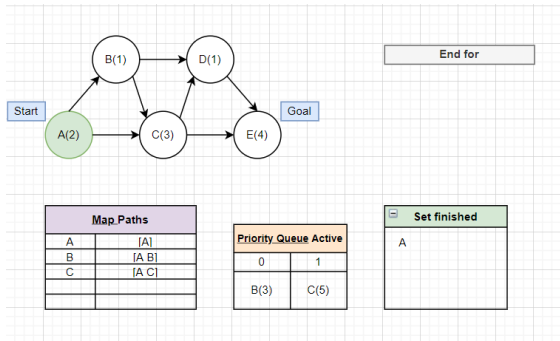 B(1)
D(1)
End for
Start
Goal
A(2)
C(3)
E(4)
Map Paths
A [A]
B [A B]
C [A C]
Priority Queue Active
0 1
B(3) C(5)
Set finished
A